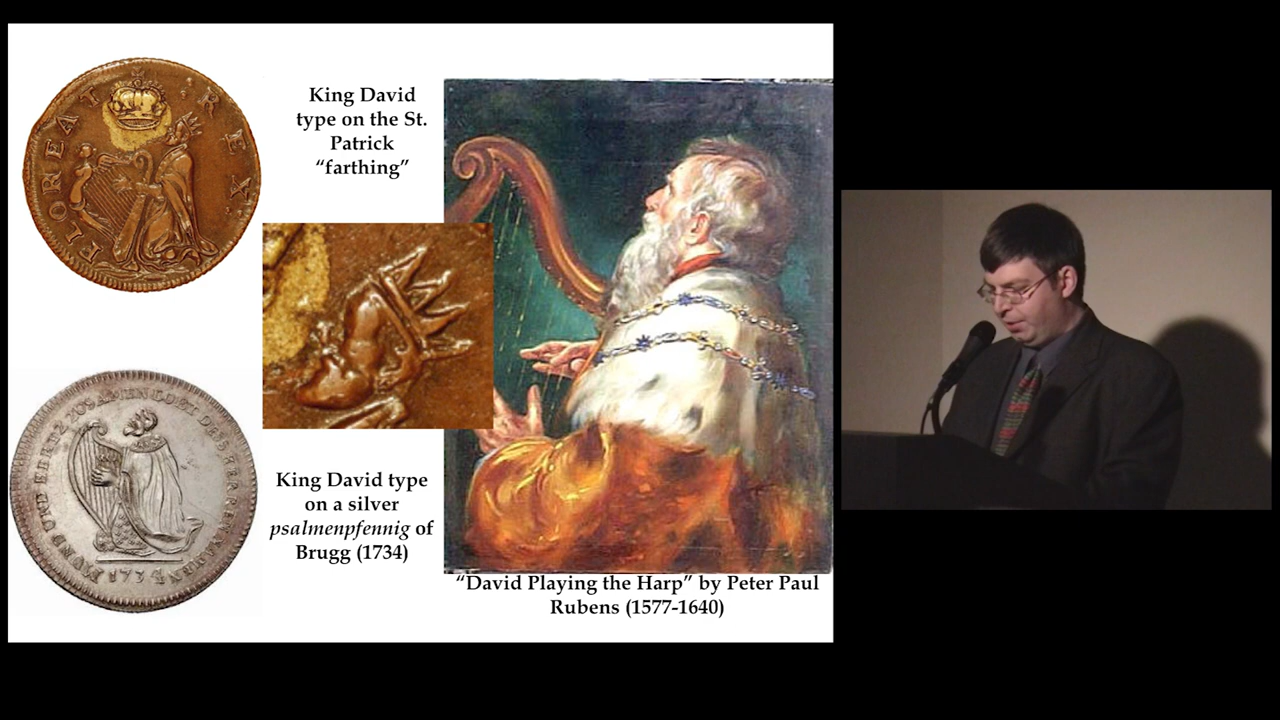 FLOREAT REX
King David
type on the St.
Patrick
“farthing”
King David type
on a silver
psalmenpfennig of
Brugg (1734)
1734
“David Playing the Harp” by Peter Paul
Rubens (1577-1640)